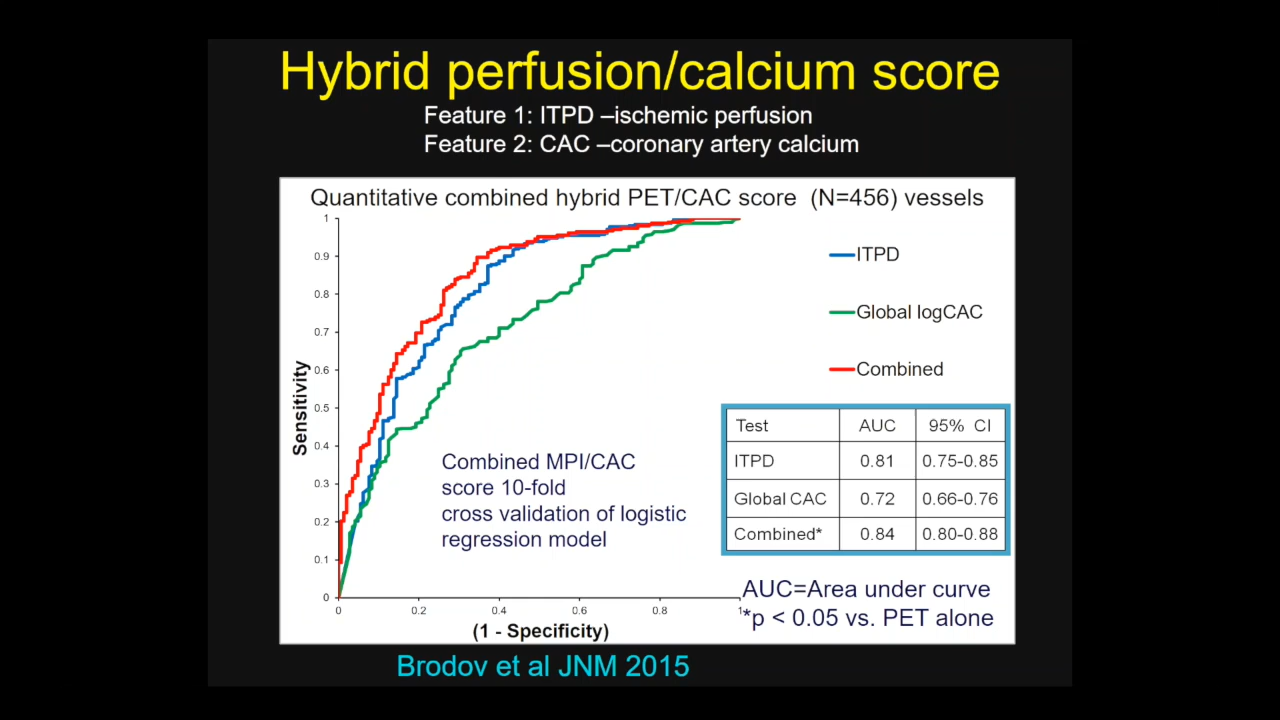 Hybrid perfusion/calcium score
Feature 1: ITPD –ischemic perfusion
Feature 2: CAC –coronary artery calcium
Quantitative combined hybrid PET/CAC score (N=456) vessels
1
0.9
0.8
0.7
0.6
0.5
0.4
0.3
0.2
0.1
0
Sensitivity
0
0.2
0.4
0.6
0.8
1
(1 - Specificity)
ITPD
Global logCAC
Combined
Combined MPI/CAC
score 10-fold
cross validation of logistic
regression model
Test AUC 95% CI
ITPD 0.81 0.75-0.85
Global CAC 0.72 0.66-0.76
Combined* 0.84 0.80-0.88
AUC=Area under curve
*p < 0.05 vs. PET alone
Brodov et al JNM 2015